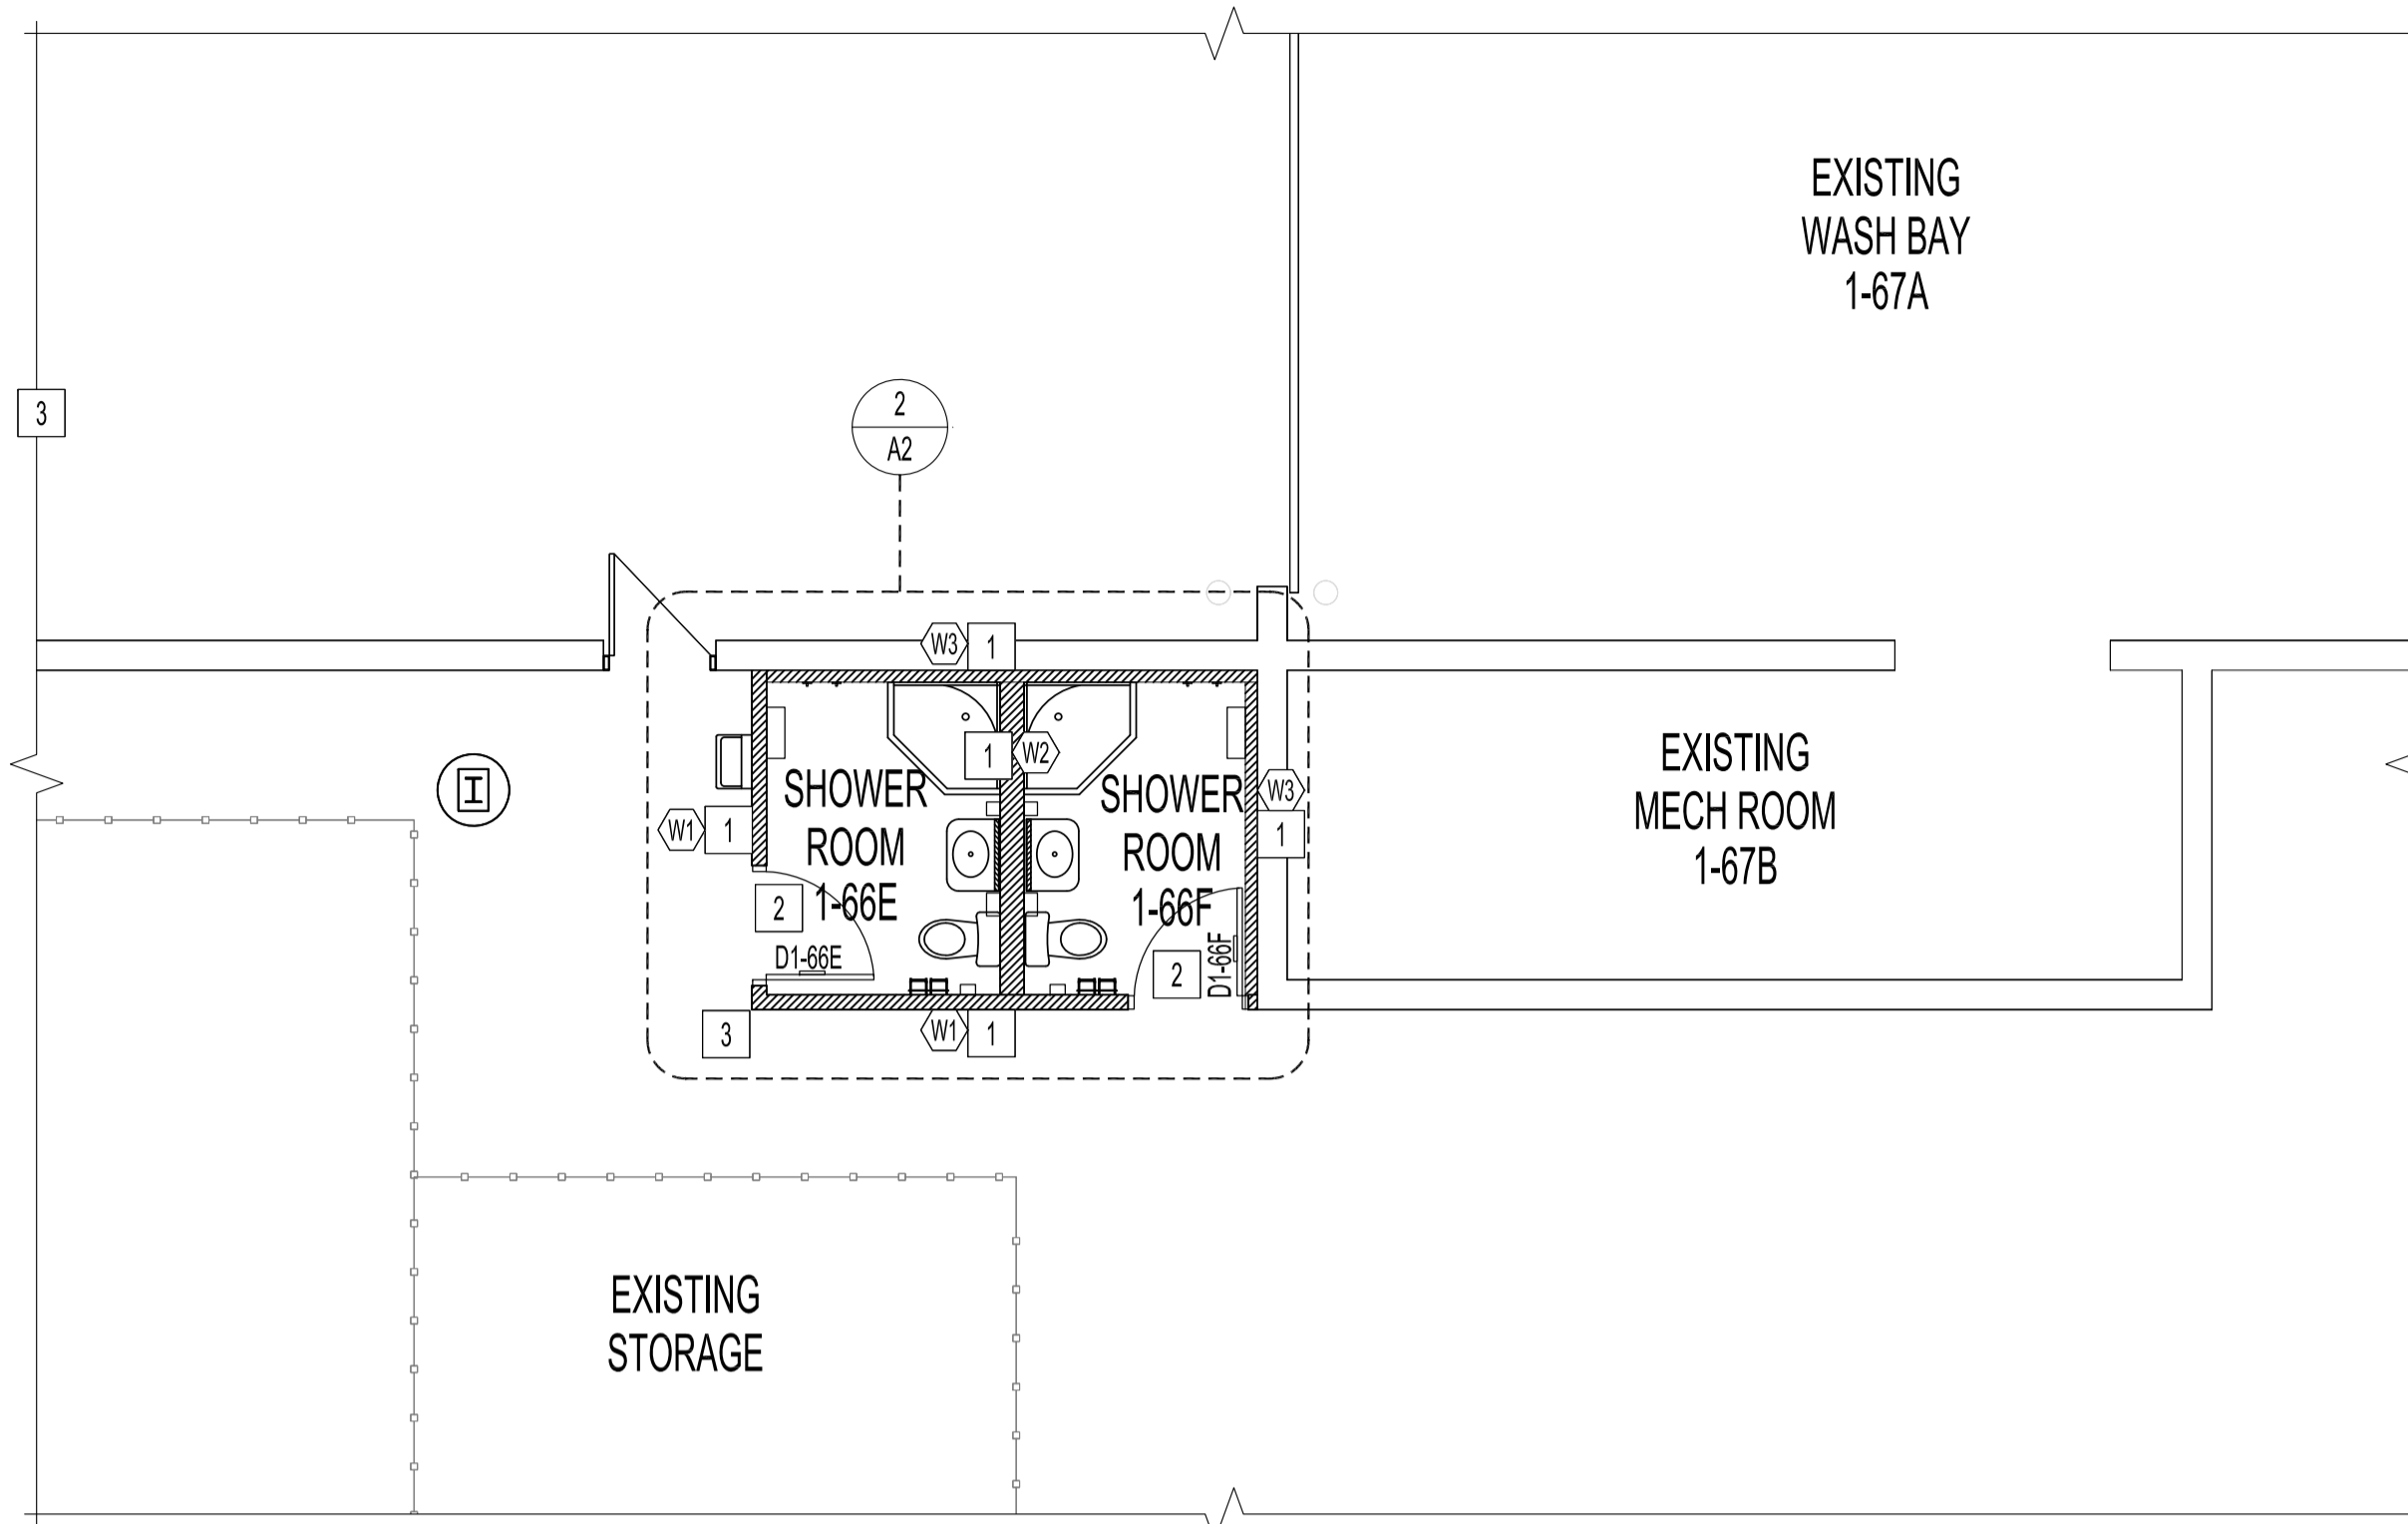 EXISTING
WASH BAY
1-67A
3
2
A2
W3
1
1
W2
EXISTING
MECH ROOM
1-67B
I
SHOWER
ROOM
1-66E
SHOWER
ROOM
1-66F
W3
1
W1
1
2
D1-66E
2
D1-66F
3
W1
1
EXISTING
STORAGE